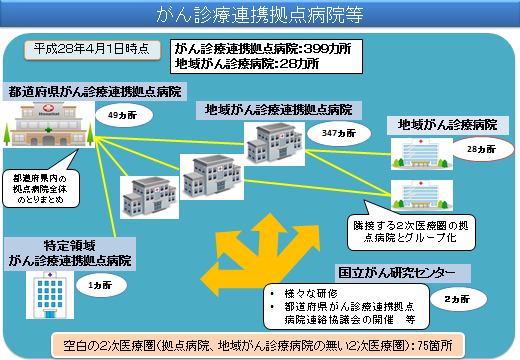 がん診療連携拠点病院等
平成28年4月1日時点
がん診療連携拠点病院:399カ所
地域がん診療病院:28カ所
都道府県がん診療連携拠点病院
49カ所
地域がん診療連携拠点病院
347カ所
地域がん診療病院
28カ所
Hospital
都道府県内の
拠点病院全体
のとりまとめ
隣接する2次医療圏の拠
点病院とグループ化
特定領域
がん診療連携拠点病院
1カ所
国立がん研究センター
2カ所
• 様々な研修
• 都道府県がん診療連携拠点
病院連絡協議会の開催 等
空白の2次医療圏(拠点病院、地域がん診療病院の無い2次医療圏):75箇所